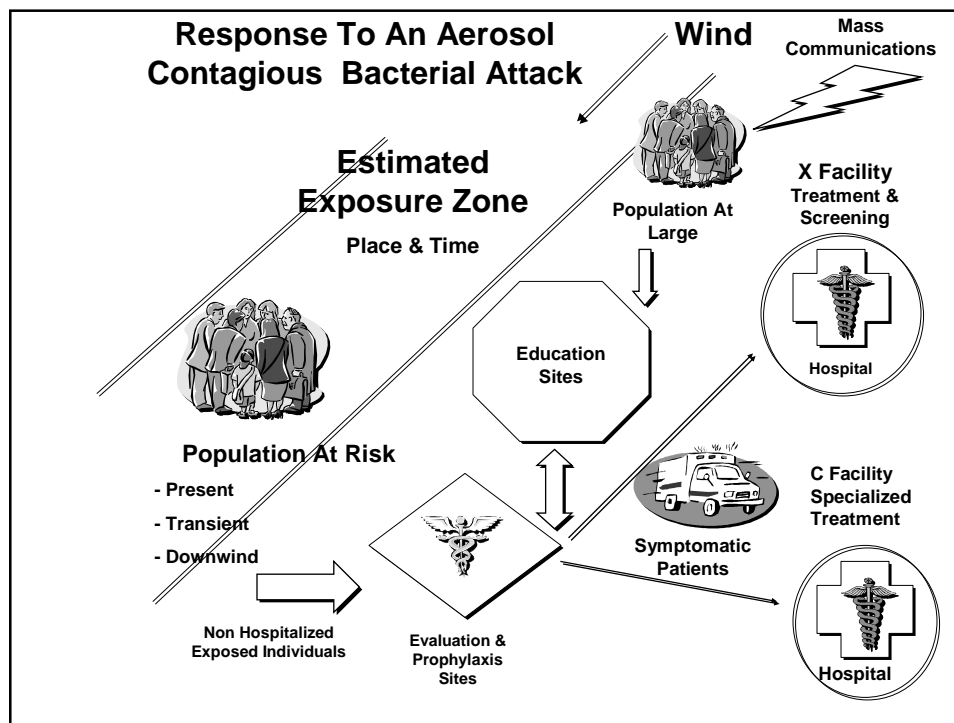 Response To An Aerosol
Contagious Bacterial Attack
Wind
Mass
Communications
Estimated
Exposure Zone
Place & Time
Population At
Large
X Facility
Treatment &
Screening
Hospital
Education
Sites
Population At Risk
- Present
- Transient
- Downwind
Symptomatic
Patients
C Facility
Specialized
Treatment
Hospital
Non Hospitalized
Exposed Individuals
Evaluation &
Prophylaxis
Sites